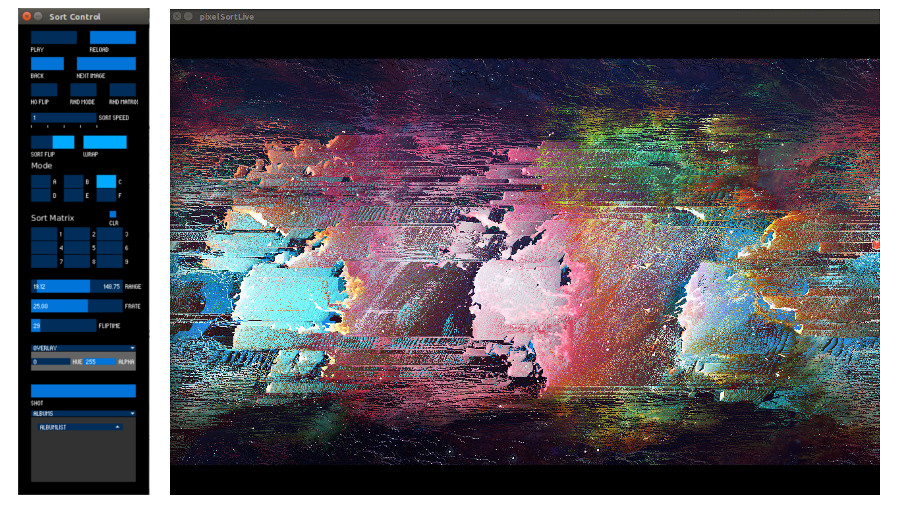 Sort Control
PLAY RELOAD
BACK NEXT IMAGE
NO FLIP RND MODE RND MATRIX
1 SORT SPEED
SORT FLIP WRAP
Mode
A B C
D E F
Sort Matrix
CLR
1 2 3
4 5 6
7 8 9
148.75 RANGE
25.00 FRATE
29 FLIPTIME
OVERLAY
0 HUE 255 ALPHA
SHOT
ALBUMS
ALBUMLIST
pixelSortLive